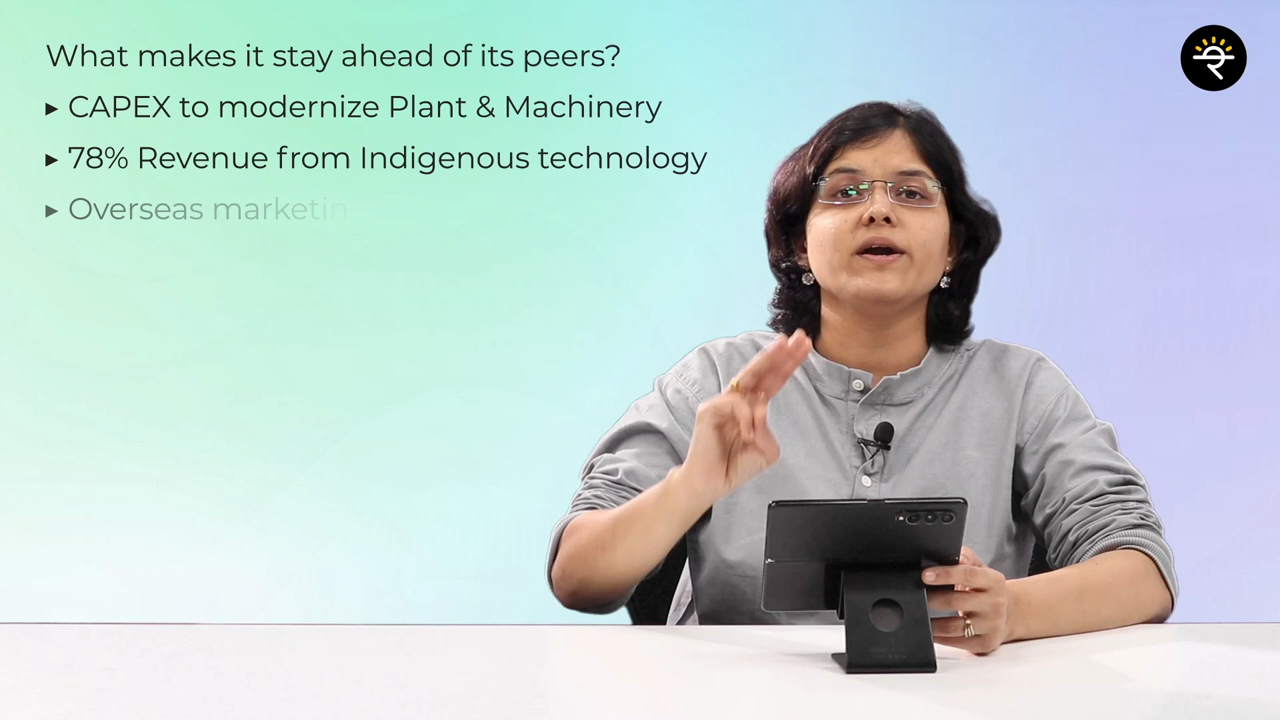 What makes it stay ahead of its peers?
▸ CAPEX to modernize Plant & Machinery
▸ 78% Revenue from Indigenous technology
▸ Overseas marketin